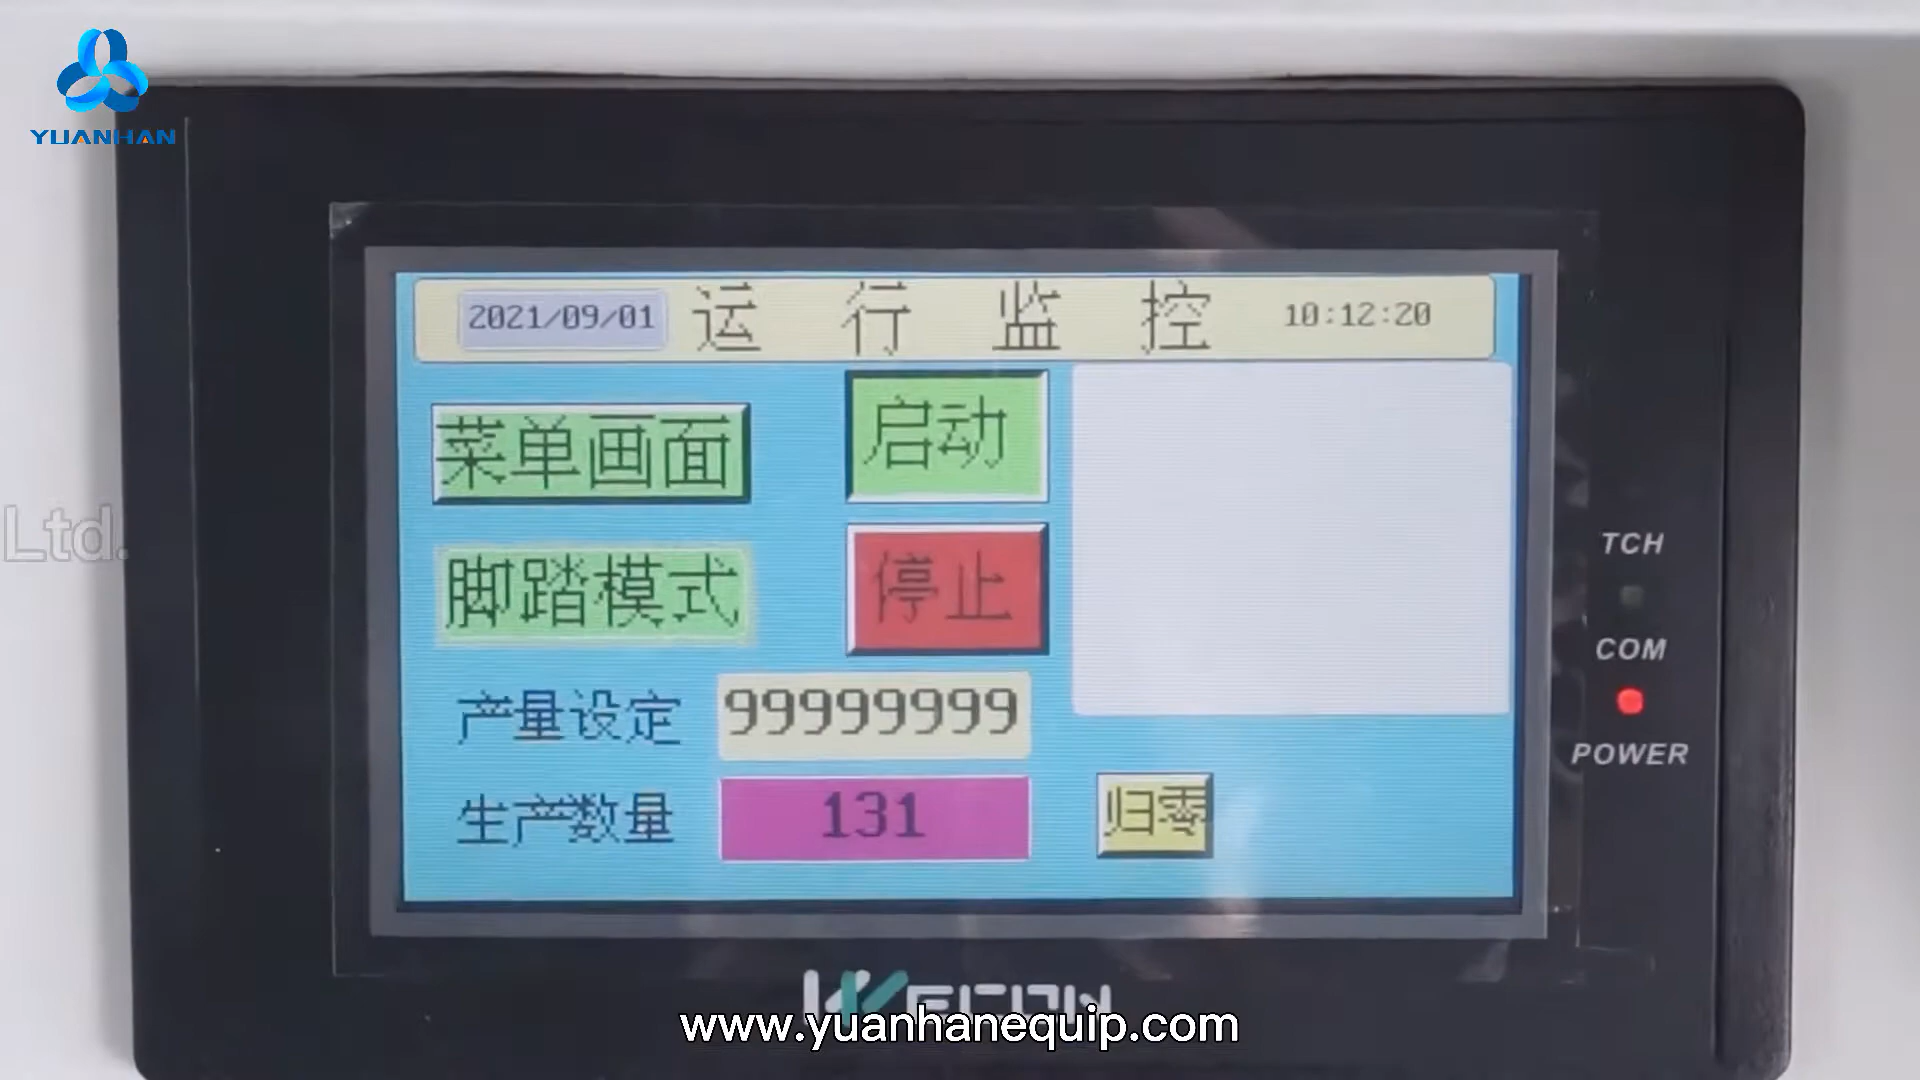 YUANHAN
2021/09/01 运行监控 10:12:20
菜单画面 启动
脚踏模式 停止
产量设定 99999999
生产数量 131 归零
TCH
COM
POWER
Ltd.
WECON
www.yuanhanequip.com